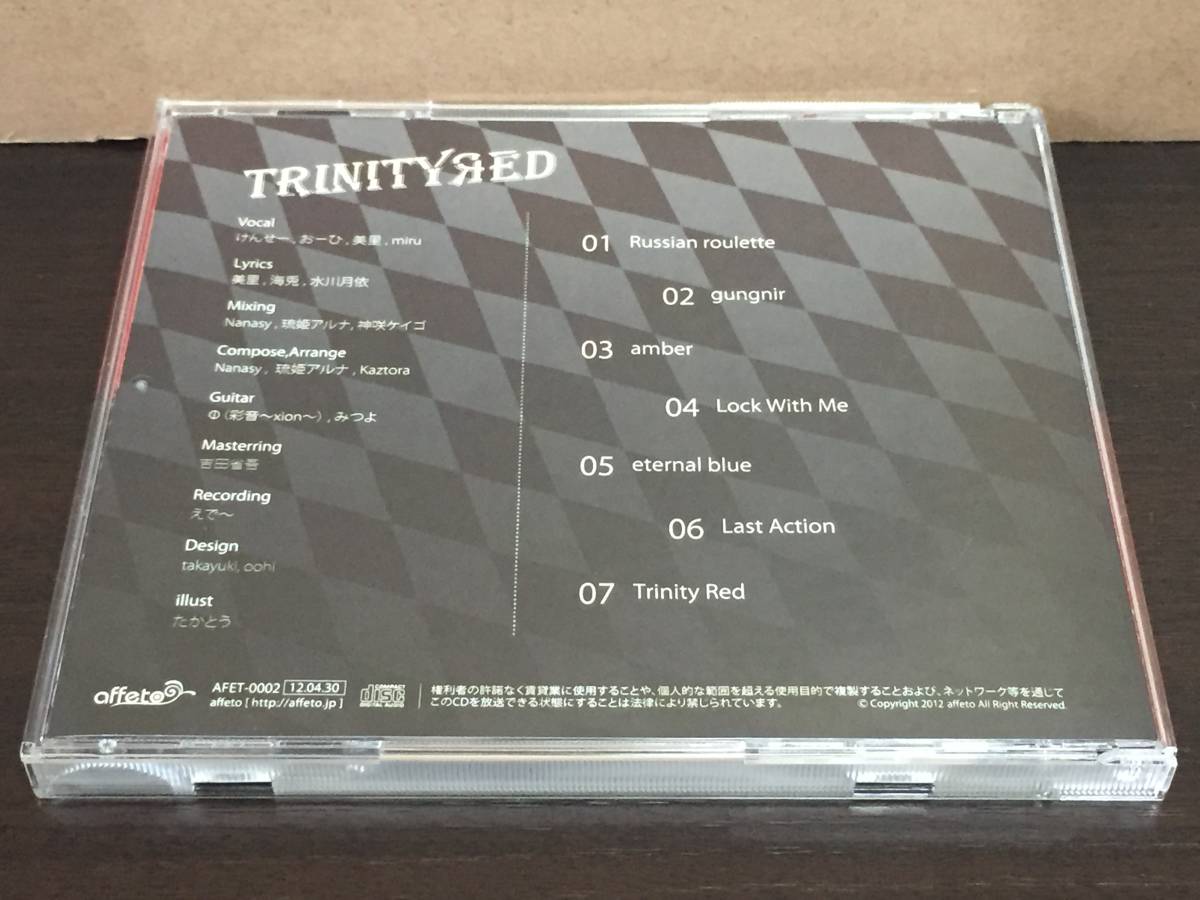 TRINITYЯED
Vocal
けんせー , おーひ , 美里 , miru
Lyrics
美里 , 海兎 , 水川月依
Mixing
Nanasy , 琉姫アルナ, 神咲ケイゴ
Compose,Arrange
Nanasy , 琉姫アルナ , Kaztora
Guitar
Φ（彩音〜xion〜）, みつよ
Masterring
吉田省吾
Recording
えで〜
Design
takayuki, oohi
illust
たかとう
01 Russian roulette
02 gungnir
03 amber
04 Lock With Me
05 eternal blue
06 Last Action
07 Trinity Red
affeto
AFET-0002 12.04.30
affeto [ http://affeto.jp ]
COMPACT
disc
DIGITAL AUDIO
権利者の許諾なく賃貸業に使用することや、個人的な範囲を超える使用目的で複製することおよび、ネットワーク等を通して
このCDを放送できる状態にすることは法律により禁じられています。
© Copyright 2012 affeto All Right Reserved.